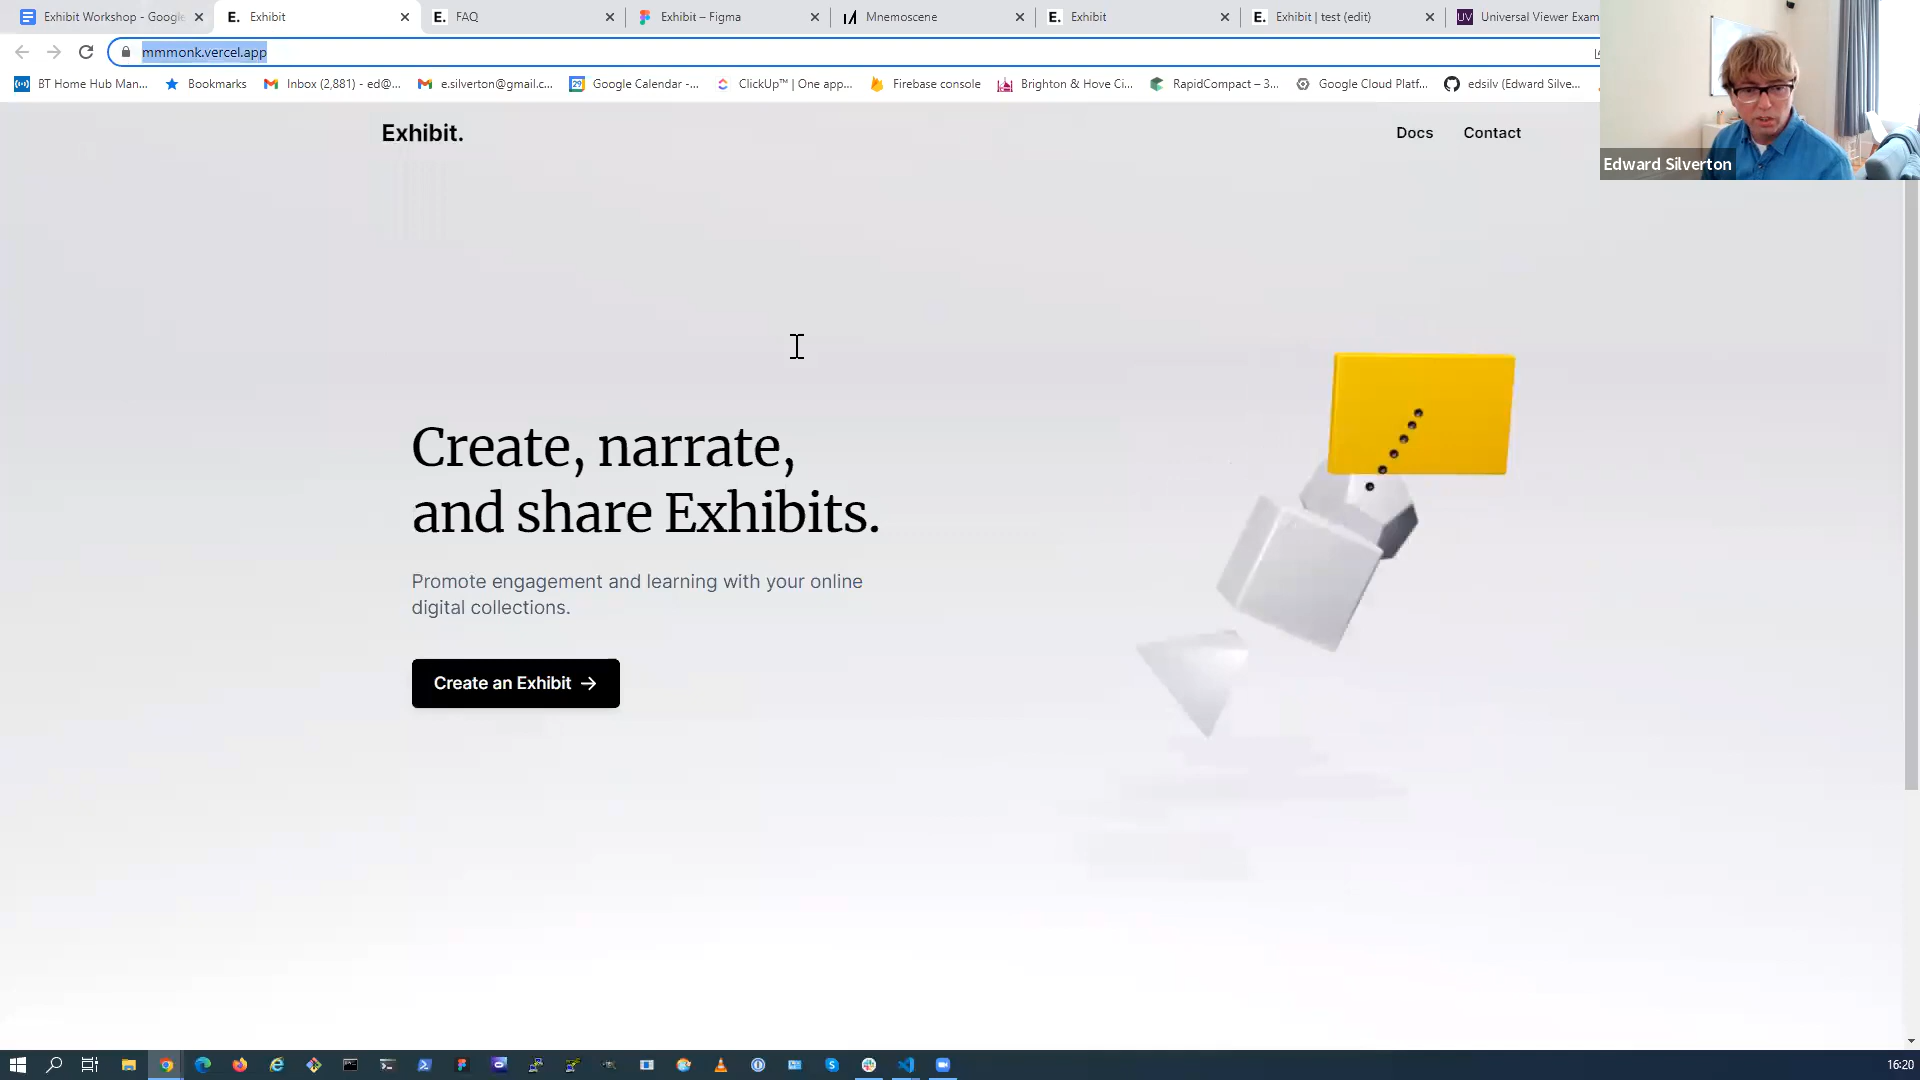 Exhibit Workshop - Google
Exhibit
FAQ
Exhibit – Figma
Mnemoscene
Exhibit
Exhibit | test (edit)
Universal Viewer Exam
mmmonk.vercel.app
BT Home Hub Man...
Bookmarks
Inbox (2,881) - ed@...
e.silverton@gmail.c...
Google Calendar -...
ClickUp™ | One app...
Firebase console
Brighton & Hove Ci...
RapidCompact – 3...
Google Cloud Platf...
edsilv (Edward Silve...
Edward Silverton
Exhibit.
Docs
Contact
Create, narrate,
and share Exhibits.
Promote engagement and learning with your online
digital collections.
Create an Exhibit →
16:20